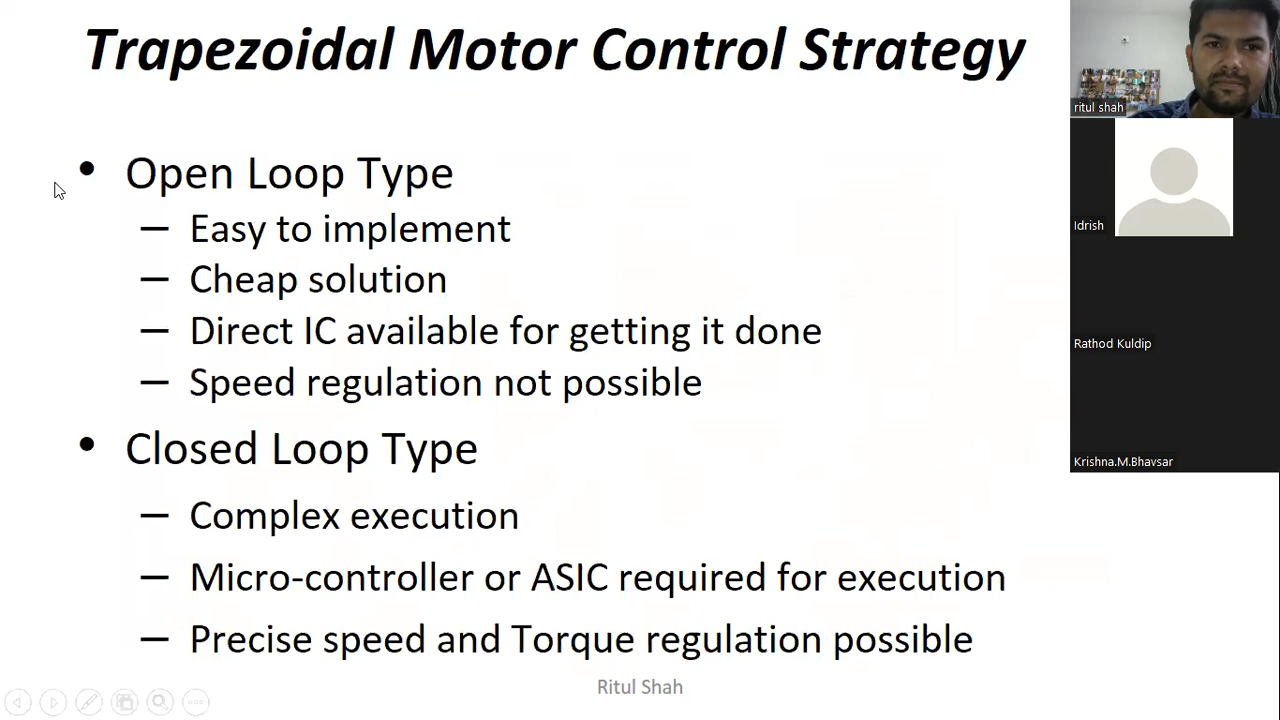 Trapezoidal Motor Control Strategy
• Open Loop Type
– Easy to implement
– Cheap solution
– Direct IC available for getting it done
– Speed regulation not possible
• Closed Loop Type
– Complex execution
– Micro-controller or ASIC required for execution
– Precise speed and Torque regulation possible
Ritul Shah
ritul shah
Idrish
Rathod Kuldip
Krishna.M.Bhavsar